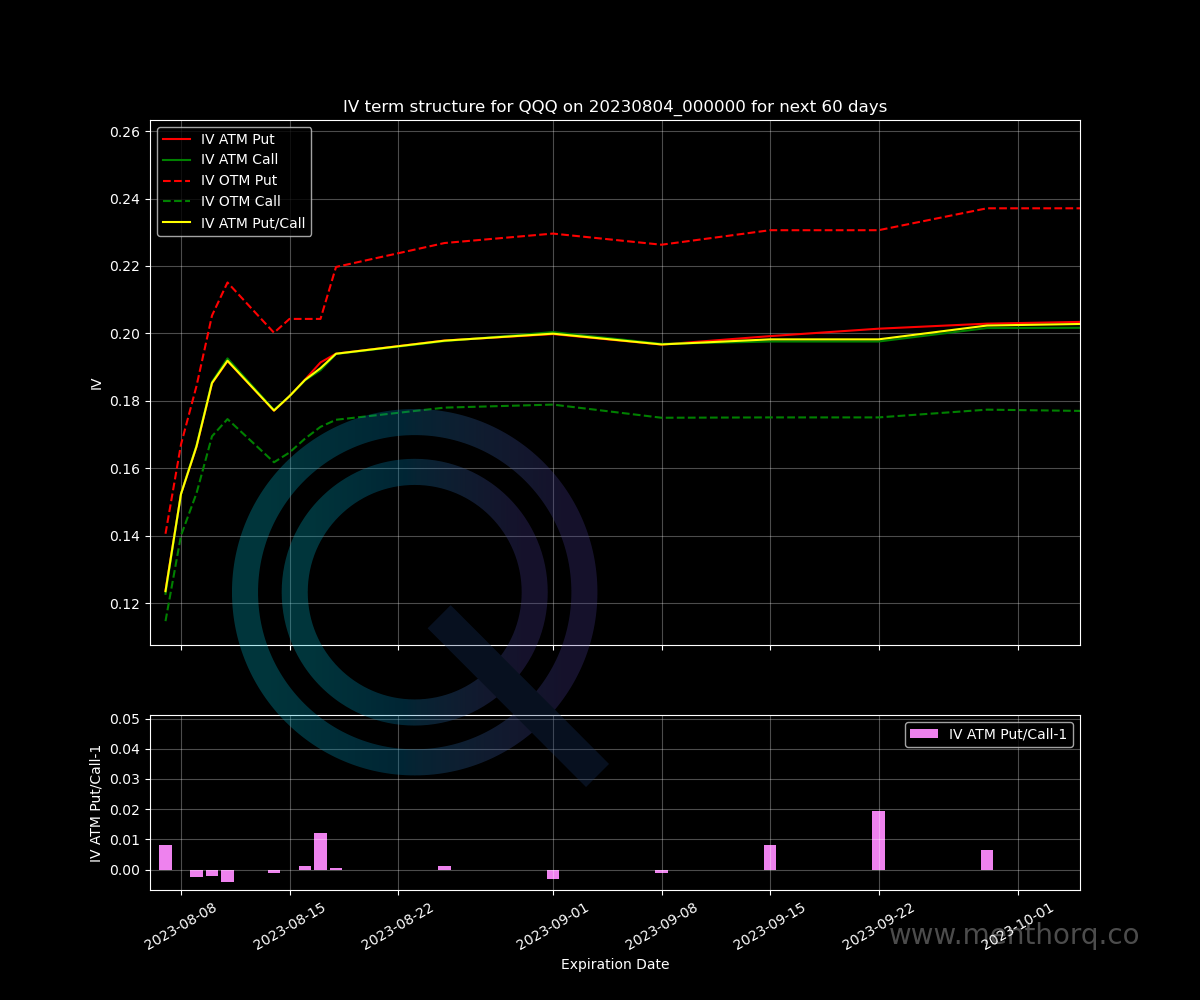 IV term structure for QQQ on 20230804_000000 for next 60 days
IV ATM Put
IV ATM Call
IV OTM Put
IV OTM Call
IV ATM Put/Call
0.26
0.24
0.22
0.20
0.18
0.16
0.14
0.12
IV
IV ATM Put/Call-1
0.05
0.04
0.03
0.02
0.01
0.00
IV ATM Put/Call-1
2023-08-08
2023-08-15
2023-08-22
2023-09-01
2023-09-08
2023-09-15
2023-09-22
2023-10-01
www.menthorq.co
Expiration Date